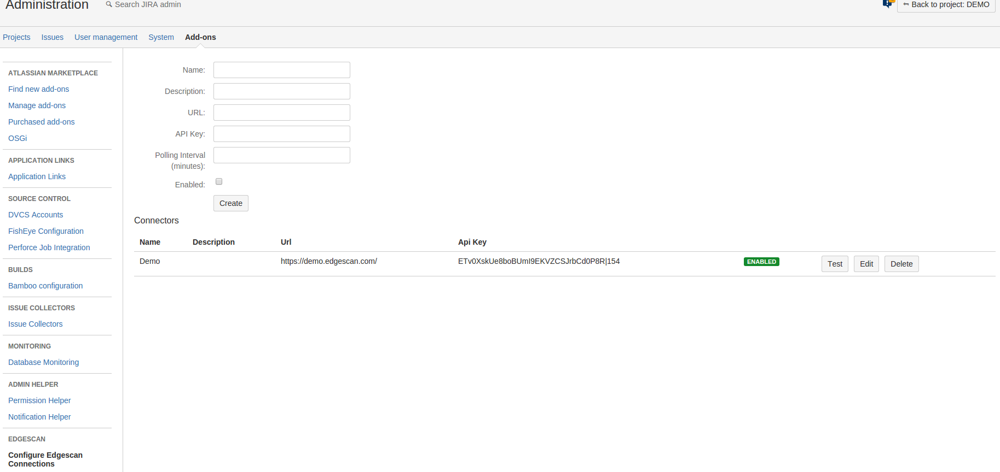 Administration
Search JIRA admin
Back to project: DEMO
Projects Issues User management System Add-ons
ATLASSIAN MARKETPLACE
Find new add-ons
Manage add-ons
Purchased add-ons
OSGi
APPLICATION LINKS
Application Links
SOURCE CONTROL
DVCS Accounts
FishEye Configuration
Perforce Job Integration
BUILDS
Bamboo configuration
ISSUE COLLECTORS
Issue Collectors
MONITORING
Database Monitoring
ADMIN HELPER
Permission Helper
Notification Helper
EDGESCAN
Configure Edgescan
Connections
Name:
Description:
URL:
API Key:
Polling Interval
(minutes):
Enabled:
Create
Connectors
Name Description Url Api Key
Demo https://demo.edgescan.com/ ETv0XskUe8boBUmI9EKVZCSJrbCd0P8R|154 ENABLED Test Edit Delete